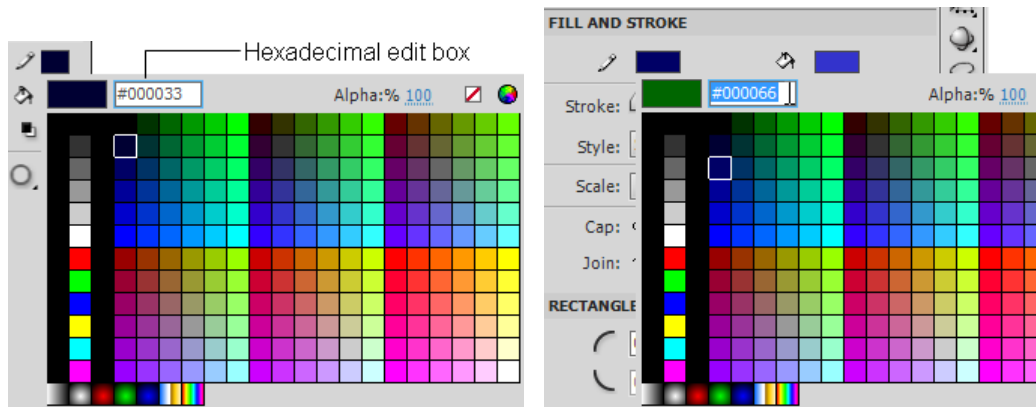 Hexadecimal edit box
#000033
Alpha:% 100
FILL AND STROKE
#000066
Alpha:% 100
Stroke:
Style:
Scale:
Cap:
Join:
RECTANGLE